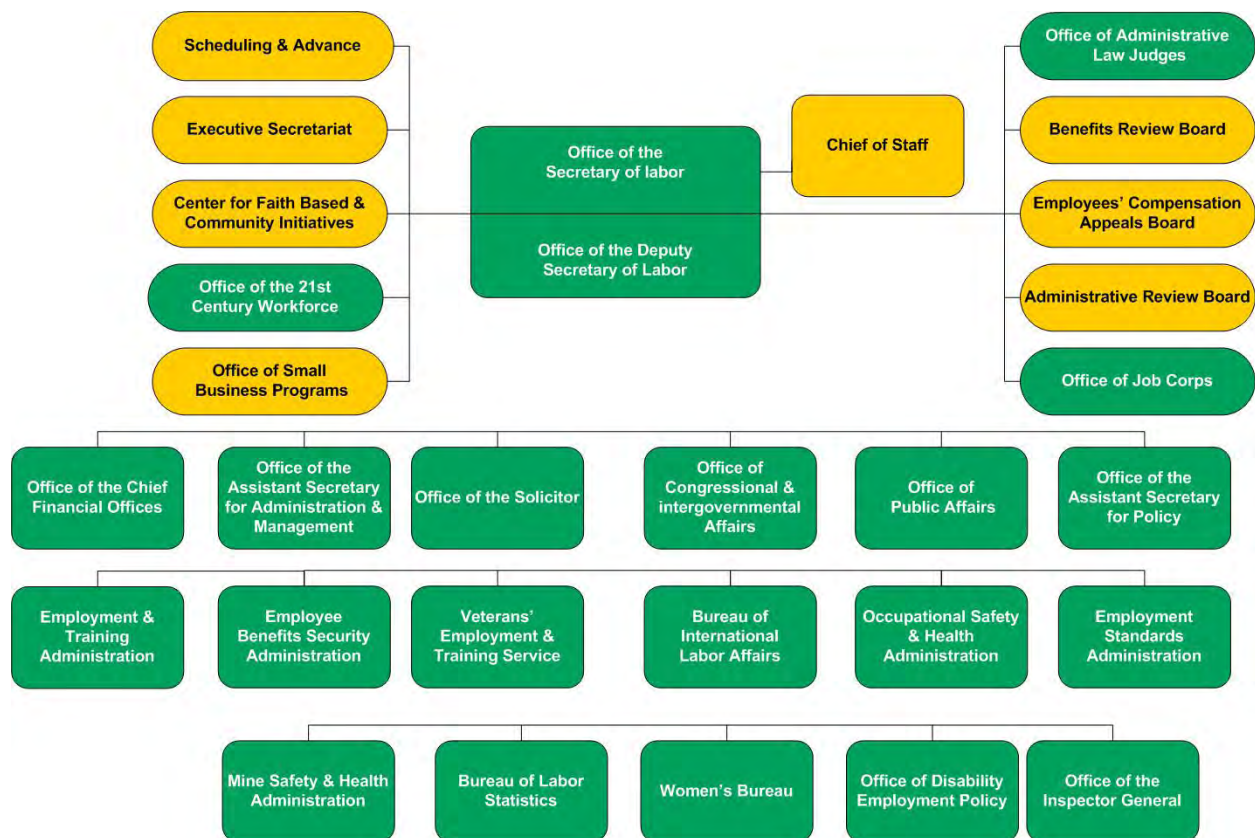 Scheduling & Advance
Executive Secretariat
Center for Faith Based &
Community Initiatives
Office of the 21st
Century Workforce
Office of Small
Business Programs
Office of the
Secretary of labor
Office of the Deputy
Secretary of Labor
Chief of Staff
Office of Administrative
Law Judges
Benefits Review Board
Employees' Compensation
Appeals Board
Administrative Review Board
Office of Job Corps
Office of the Chief
Financial Offices
Office of the
Assistant Secretary
for Administration &
Management
Office of the Solicitor
Office of
Congressional &
intergovernmental
Affairs
Office of
Public Affairs
Office of the
Assistant Secretary
for Policy
Employment &
Training
Administration
Employee
Benefits Security
Administration
Veterans'
Employment &
Training Service
Bureau of
International
Labor Affairs
Occupational Safety
& Health
Administration
Employment
Standards
Administration
Mine Safety & Health
Administration
Bureau of Labor
Statistics
Women's Bureau
Office of Disability
Employment Policy
Office of the
Inspector General